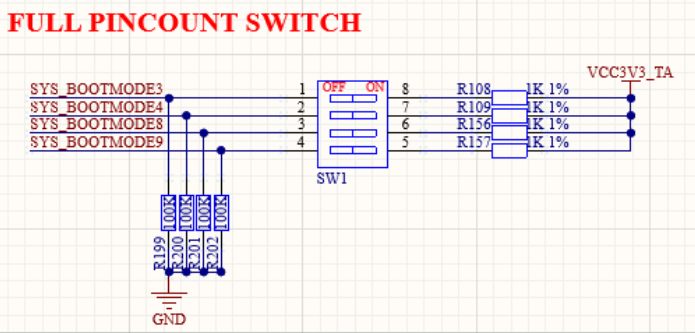 FULL PINCOUNT SWITCH
VCC3V3_TA
SYS_BOOTMODE3 1 OFF ON 8 R108 1K 1%
SYS_BOOTMODE4 2 7 R109 1K 1%
SYS_BOOTMODE8 3 6 R156 1K 1%
SYS_BOOTMODE9 4 5 R157 1K 1%
SW1
100K 100K 100K 100K
R199 R200 R201 R202
GND